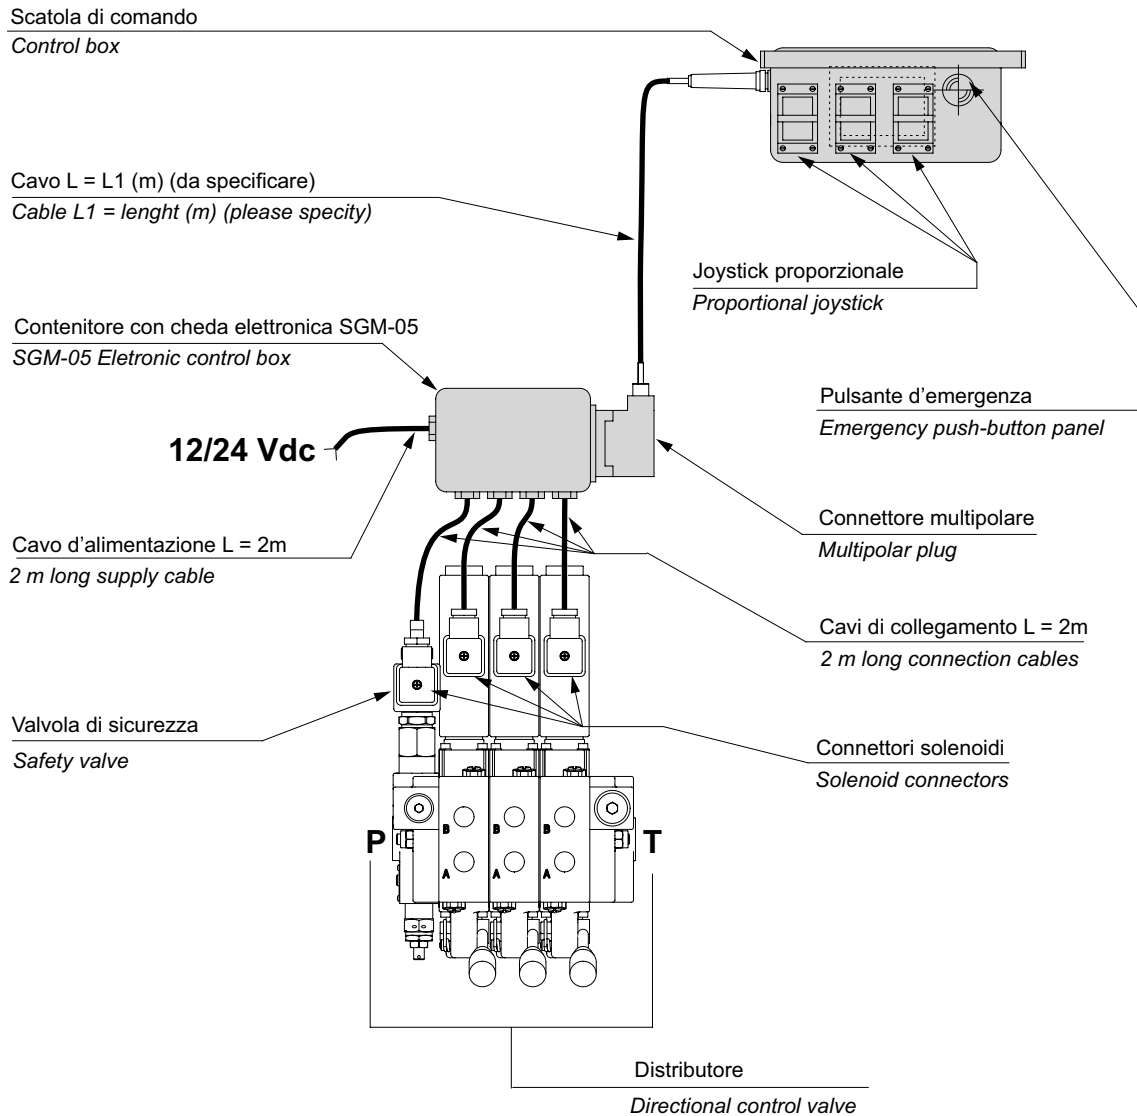 Scatola di comando
Control box
Cavo L = L1 (m) (da specificare)
Cable L1 = lenght (m) (please specity)
Joystick proporzionale
Proportional joystick
Contenitore con cheda elettronica SGM-05
SGM-05 Eletronic control box
Pulsante d’emergenza
Emergency push-button panel
12/24 Vdc
Connettore multipolare
Multipolar plug
Cavo d’alimentazione L = 2m
2 m long supply cable
Cavi di collegamento L = 2m
2 m long connection cables
Valvola di sicurezza
Safety valve
Connettori solenoidi
Solenoid connectors
B B B
P T
A A A
Distributore
Directional control valve